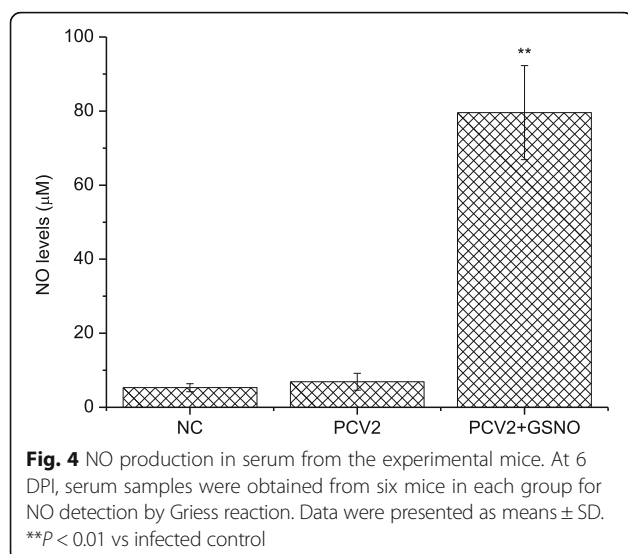 100
**
80
60
40
20
0
NO levels (μM)
NC PCV2 PCV2+GSNO
Fig. 4 NO production in serum from the experimental mice. At 6
DPI, serum samples were obtained from six mice in each group for
NO detection by Griess reaction. Data were presented as means ± SD.
**P < 0.01 vs infected control